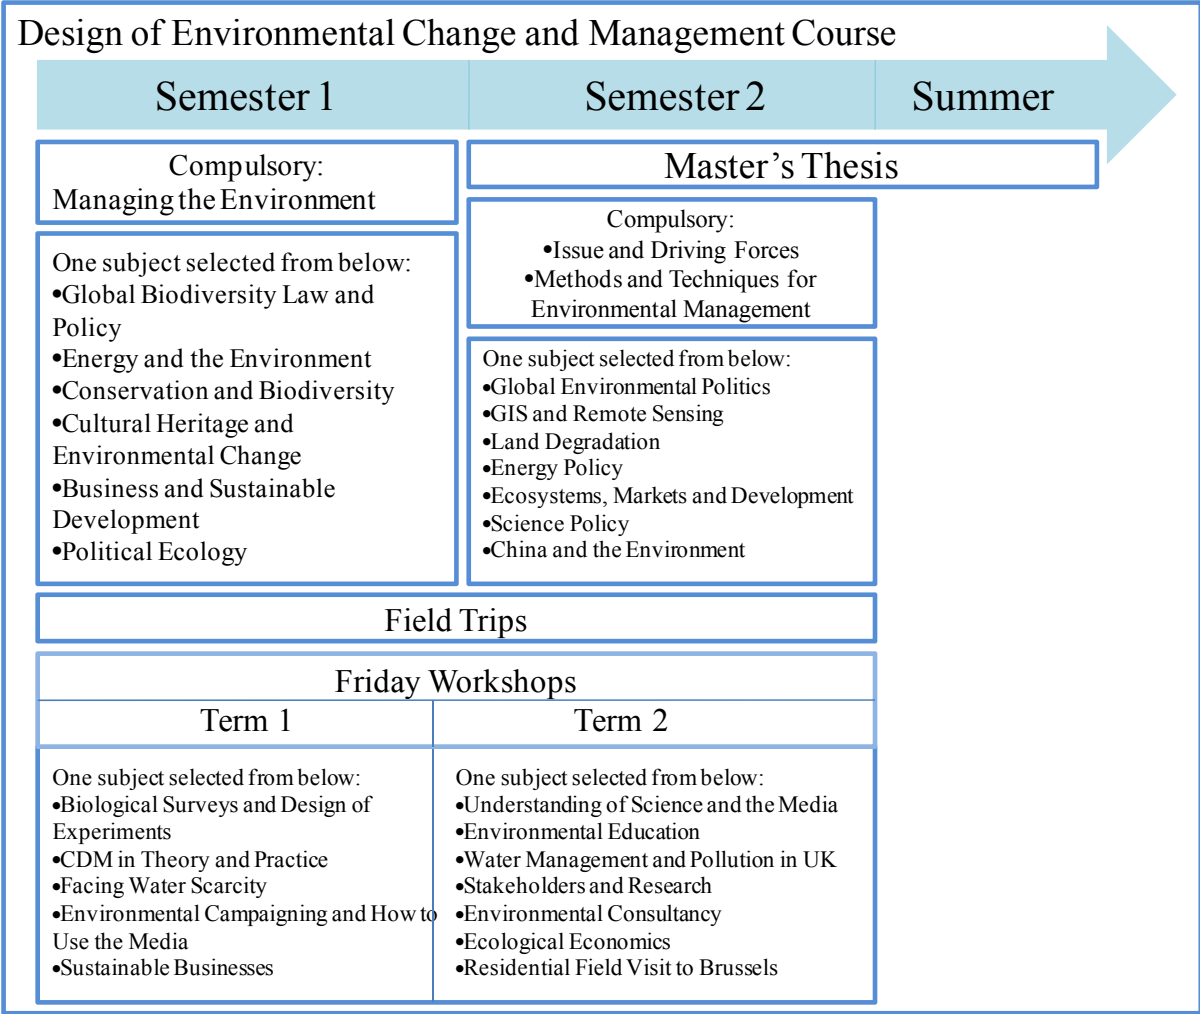 Design of Environmental Change and Management Course
Semester 1
Semester 2
Summer
Compulsory:
Managing the Environment
One subject selected from below:
•Global Biodiversity Law and
Policy
•Energy and the Environment
•Conservation and Biodiversity
•Cultural Heritage and
Environmental Change
•Business and Sustainable
Development
•Political Ecology
Master’s Thesis
Compulsory:
•Issue and Driving Forces
•Methods and Techniques for
Environmental Management
One subject selected from below:
•Global Environmental Politics
•GIS and Remote Sensing
•Land Degradation
•Energy Policy
•Ecosystems, Markets and Development
•Science Policy
•China and the Environment
Field Trips
Friday Workshops
Term 1
Term 2
One subject selected from below:
•Biological Surveys and Design of
Experiments
•CDM in Theory and Practice
•Facing Water Scarcity
•Environmental Campaigning and How to
Use the Media
•Sustainable Businesses
One subject selected from below:
•Understanding of Science and the Media
•Environmental Education
•Water Management and Pollution in UK
•Stakeholders and Research
•Environmental Consultancy
•Ecological Economics
•Residential Field Visit to Brussels